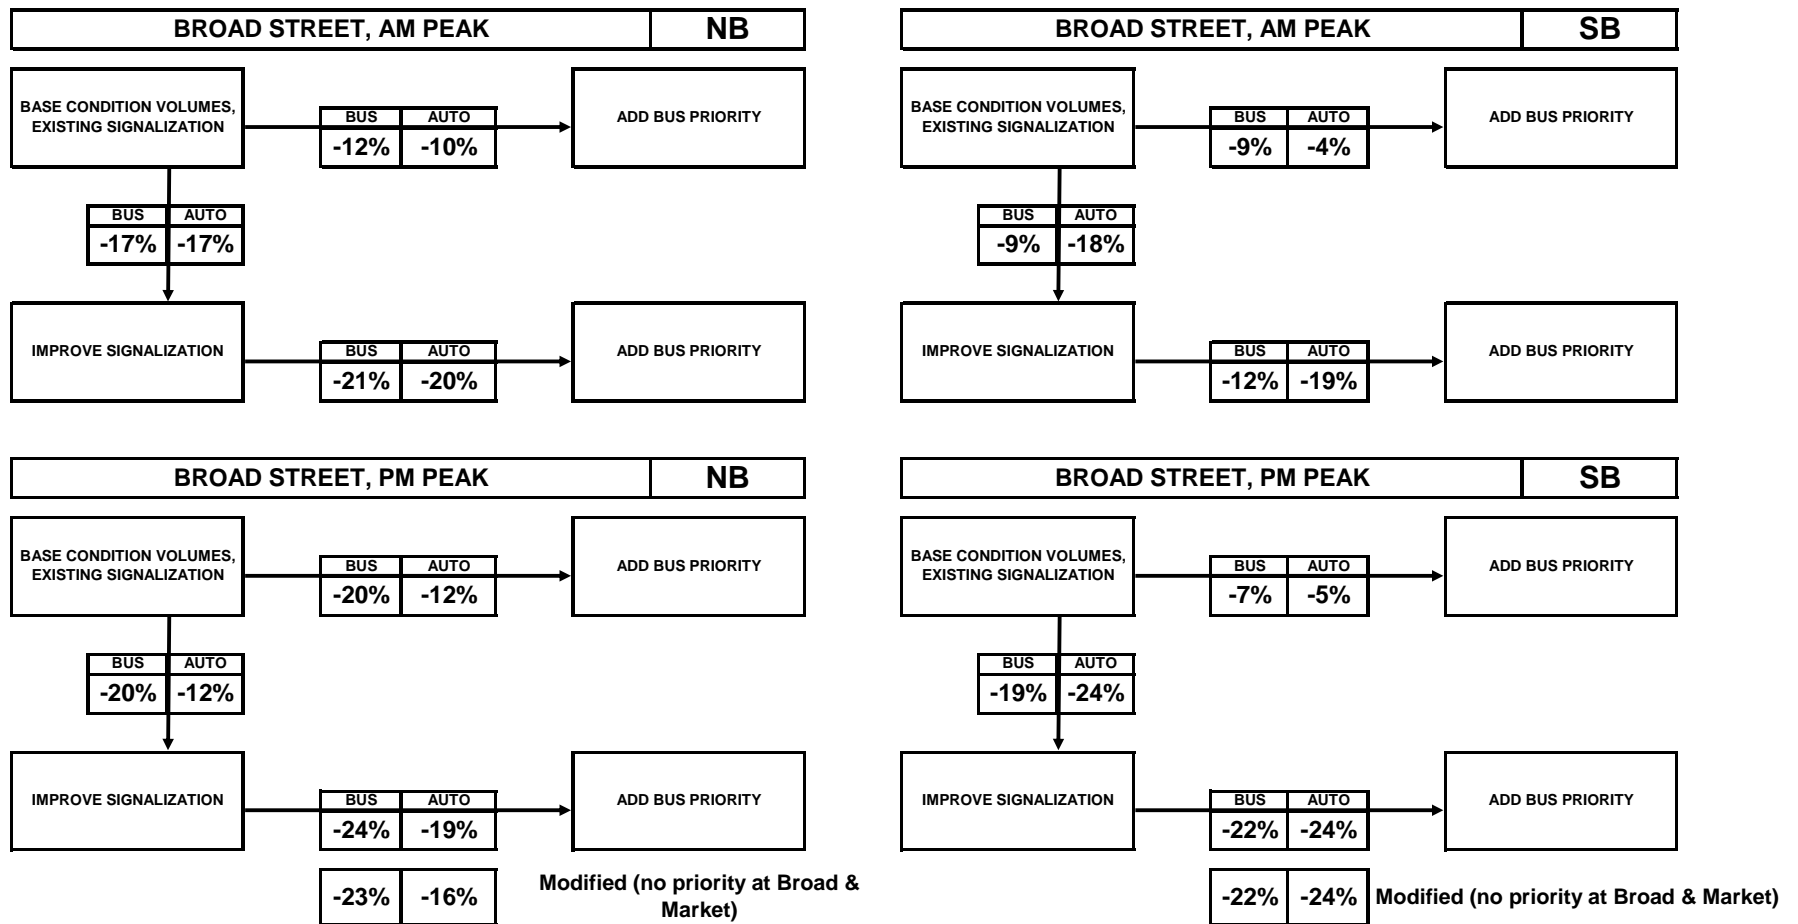 BROAD STREET, AM PEAK NB
BASE CONDITION VOLUMES,
EXISTING SIGNALIZATION
BUS AUTO
-12% -10%
ADD BUS PRIORITY
BUS AUTO
-17% -17%
IMPROVE SIGNALIZATION
BUS AUTO
-21% -20%
ADD BUS PRIORITY
BROAD STREET, AM PEAK SB
BASE CONDITION VOLUMES,
EXISTING SIGNALIZATION
BUS AUTO
-9% -4%
ADD BUS PRIORITY
BUS AUTO
-9% -18%
IMPROVE SIGNALIZATION
BUS AUTO
-12% -19%
ADD BUS PRIORITY
BROAD STREET, PM PEAK NB
BASE CONDITION VOLUMES,
EXISTING SIGNALIZATION
BUS AUTO
-20% -12%
ADD BUS PRIORITY
BUS AUTO
-20% -12%
IMPROVE SIGNALIZATION
BUS AUTO
-24% -19%
ADD BUS PRIORITY
-23% -16%
Modified (no priority at Broad &
Market)
BROAD STREET, PM PEAK SB
BASE CONDITION VOLUMES,
EXISTING SIGNALIZATION
BUS AUTO
-7% -5%
ADD BUS PRIORITY
BUS AUTO
-19% -24%
IMPROVE SIGNALIZATION
BUS AUTO
-22% -24%
ADD BUS PRIORITY
-22% -24% Modified (no priority at Broad & Market)